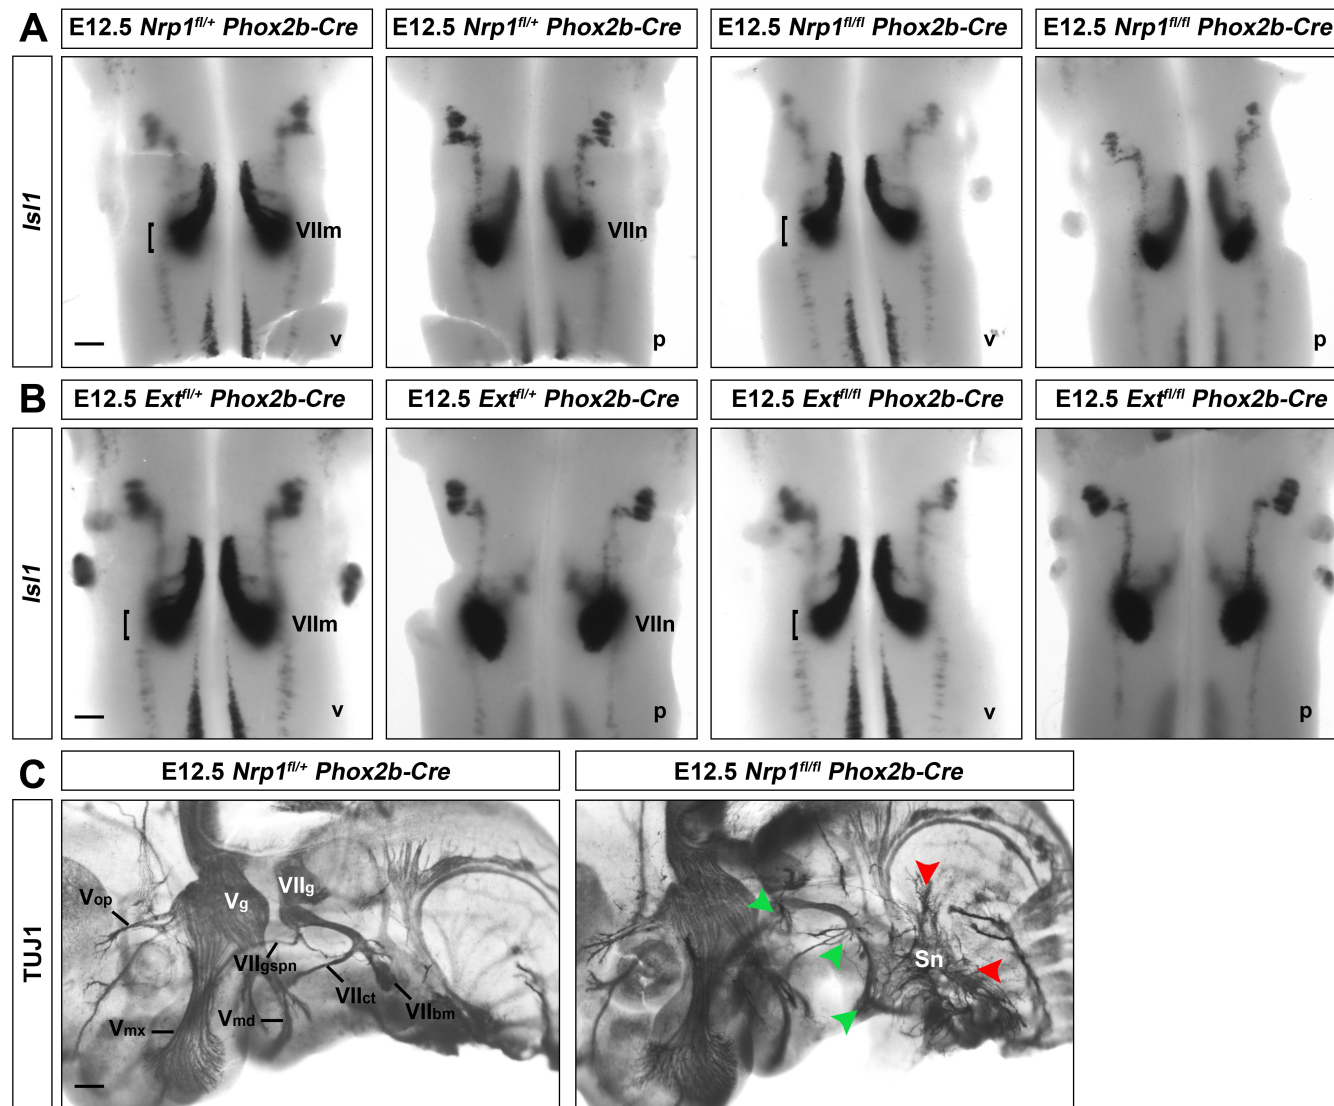 A
E12.5 Nrp1fl/+ Phox2b-Cre
E12.5 Nrp1fl/+ Phox2b-Cre
E12.5 Nrp1fl/fl Phox2b-Cre
E12.5 Nrp1fl/fl Phox2b-Cre
Isl1
VIIm
VIIn
v
p
v
p
B
E12.5 Extfl/+ Phox2b-Cre
E12.5 Extfl/+ Phox2b-Cre
E12.5 Extfl/fl Phox2b-Cre
E12.5 Extfl/fl Phox2b-Cre
Isl1
VIIm
VIIn
v
p
v
p
C
E12.5 Nrp1fl/+ Phox2b-Cre
E12.5 Nrp1fl/fl Phox2b-Cre
TUJ1
Vop
Vg
VIIg
VIIgspn
VIIct
VIIbm
Vmx
Vmd
Sn